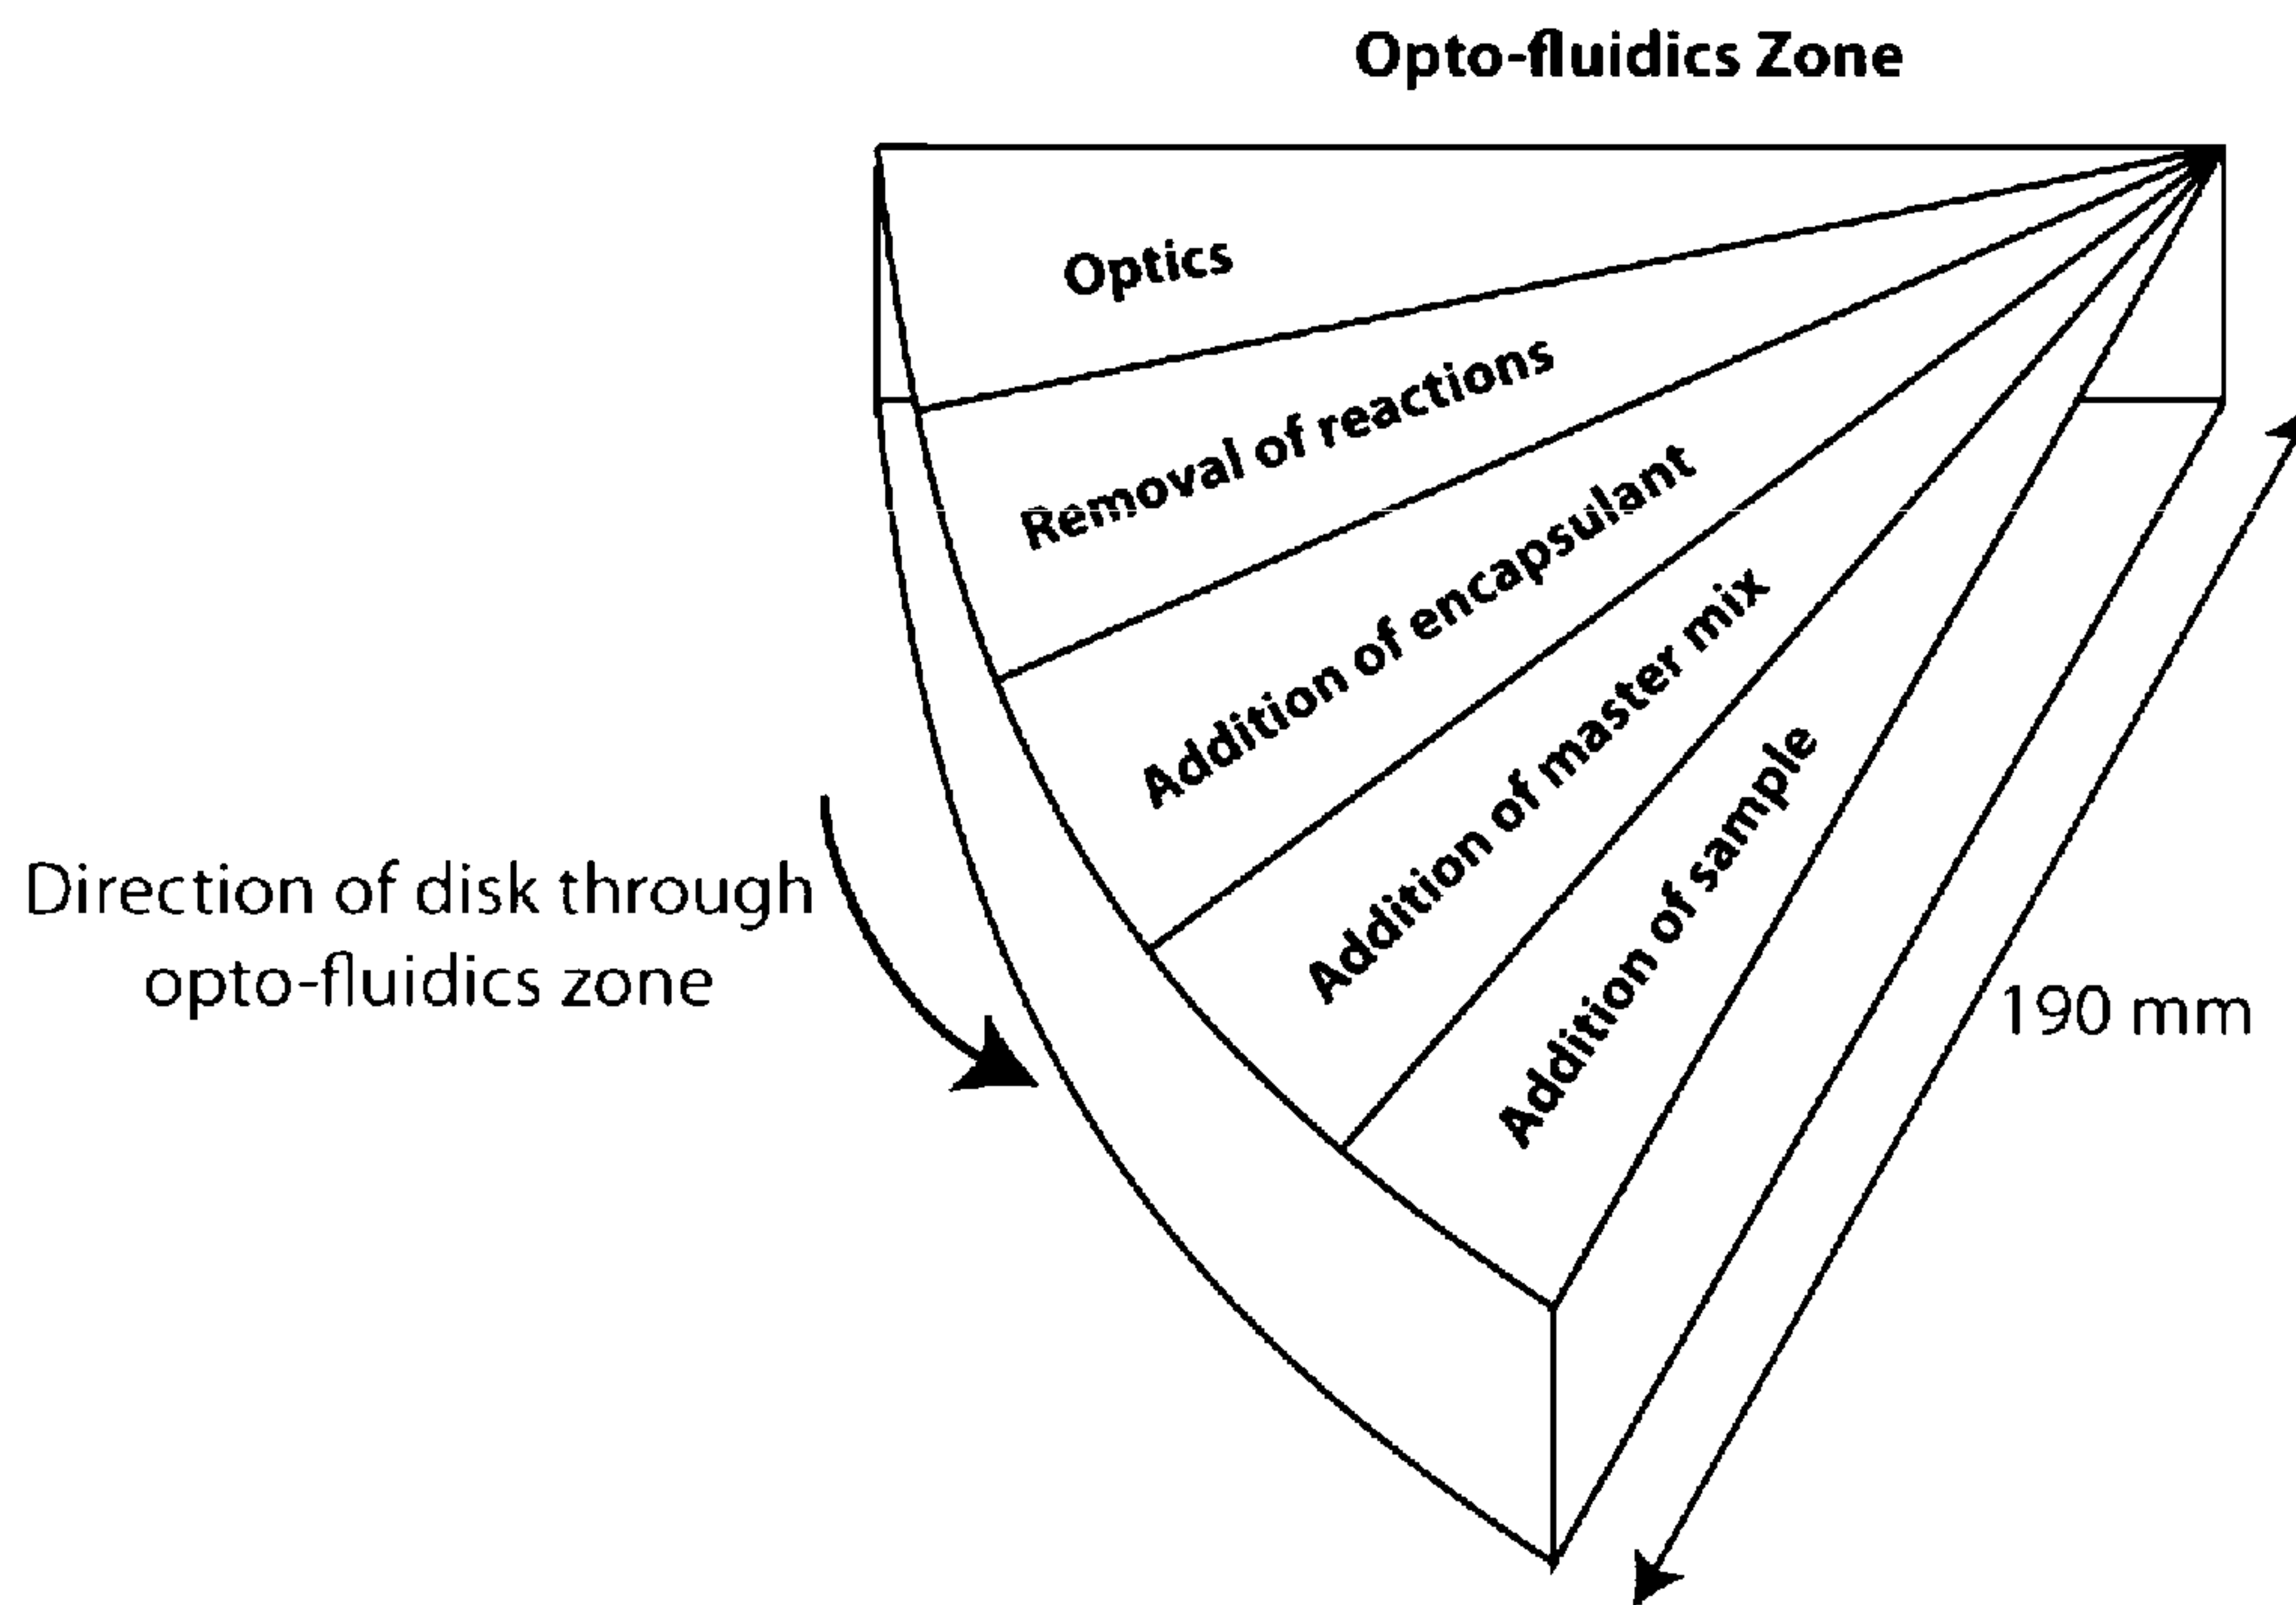 Opto-fluidics Zone
Optics
Removal of reactions
Addition of encapsulant
Addition of master mix
Addition of sample
Direction of disk through
opto-fluidics zone
190 mm